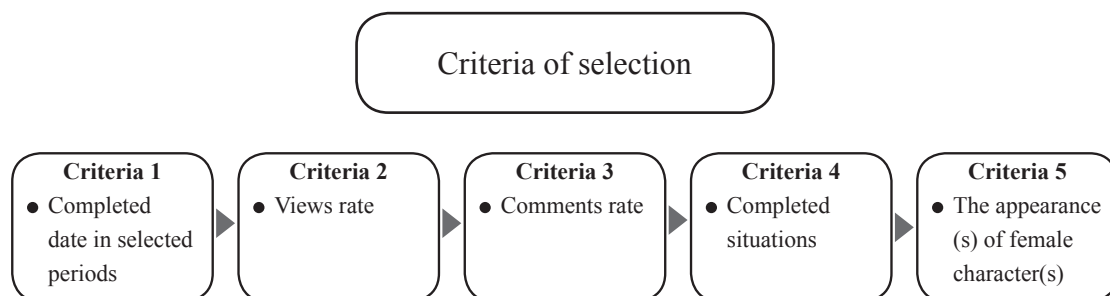 Criteria of selection
Criteria 1
● Completed
date in selected
periods
Criteria 2
● Views rate
Criteria 3
● Comments rate
Criteria 4
● Completed
situations
Criteria 5
● The appearance
(s) of female
character(s)